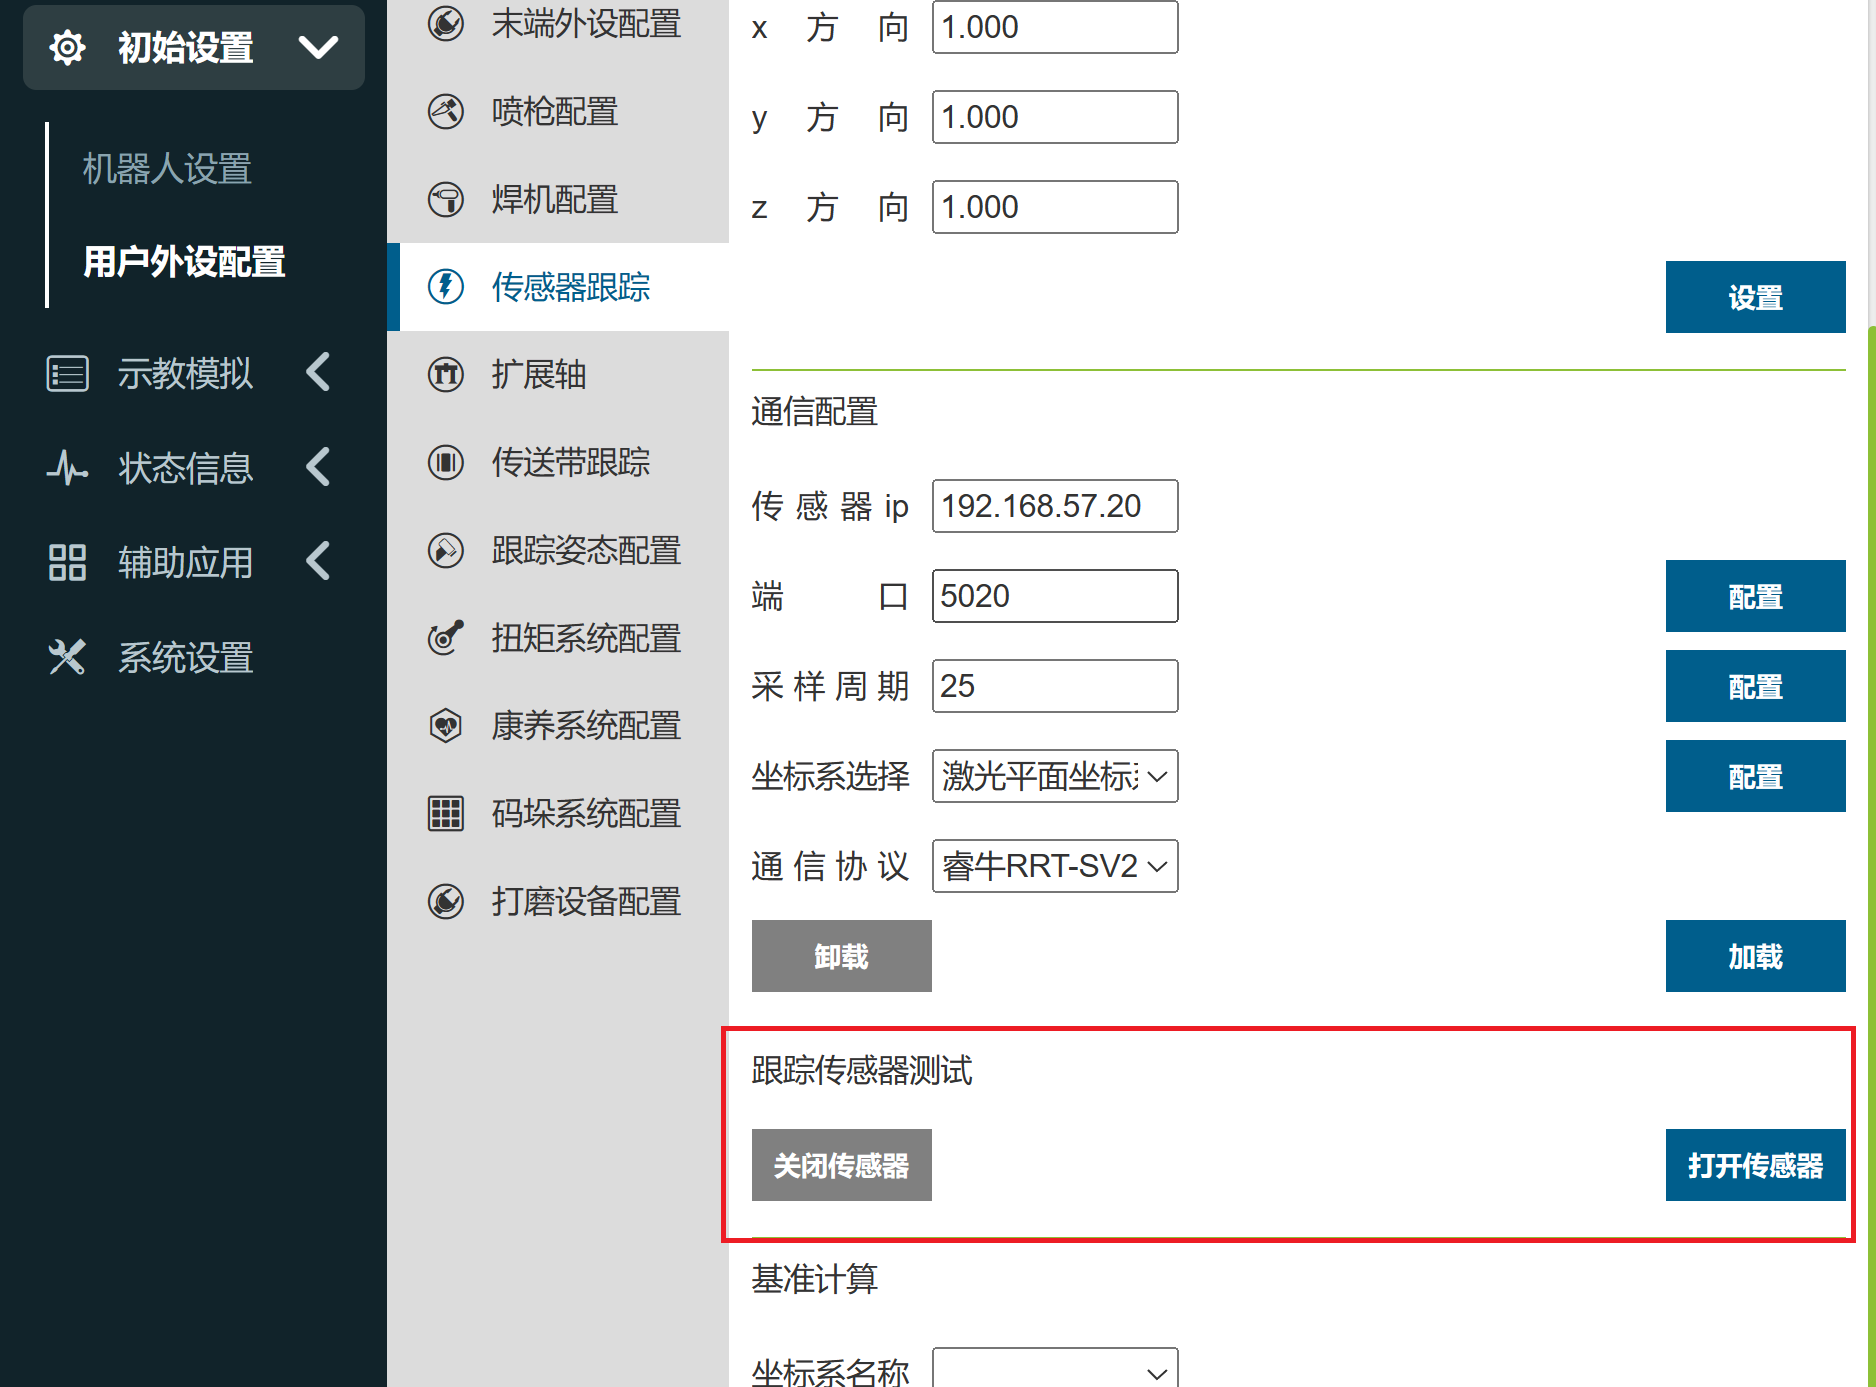 初始设置
机器人设置
用户外设配置
示教模拟
状态信息
辅助应用
系统设置
末端外设配置
喷枪配置
焊机配置
传感器跟踪
扩展轴
传送带跟踪
跟踪姿态配置
扭矩系统配置
康养系统配置
码垛系统配置
打磨设备配置
x 方 向 1.000
y 方 向 1.000
z 方 向 1.000
设置
通信配置
传感器ip 192.168.57.20
端 口 5020 配置
采样周期 25 配置
坐标系选择 激光平面坐标 配置
通信协议 睿牛RRT-SV2
卸载 加载
跟踪传感器测试
关闭传感器 打开传感器
基准计算
坐标系名称